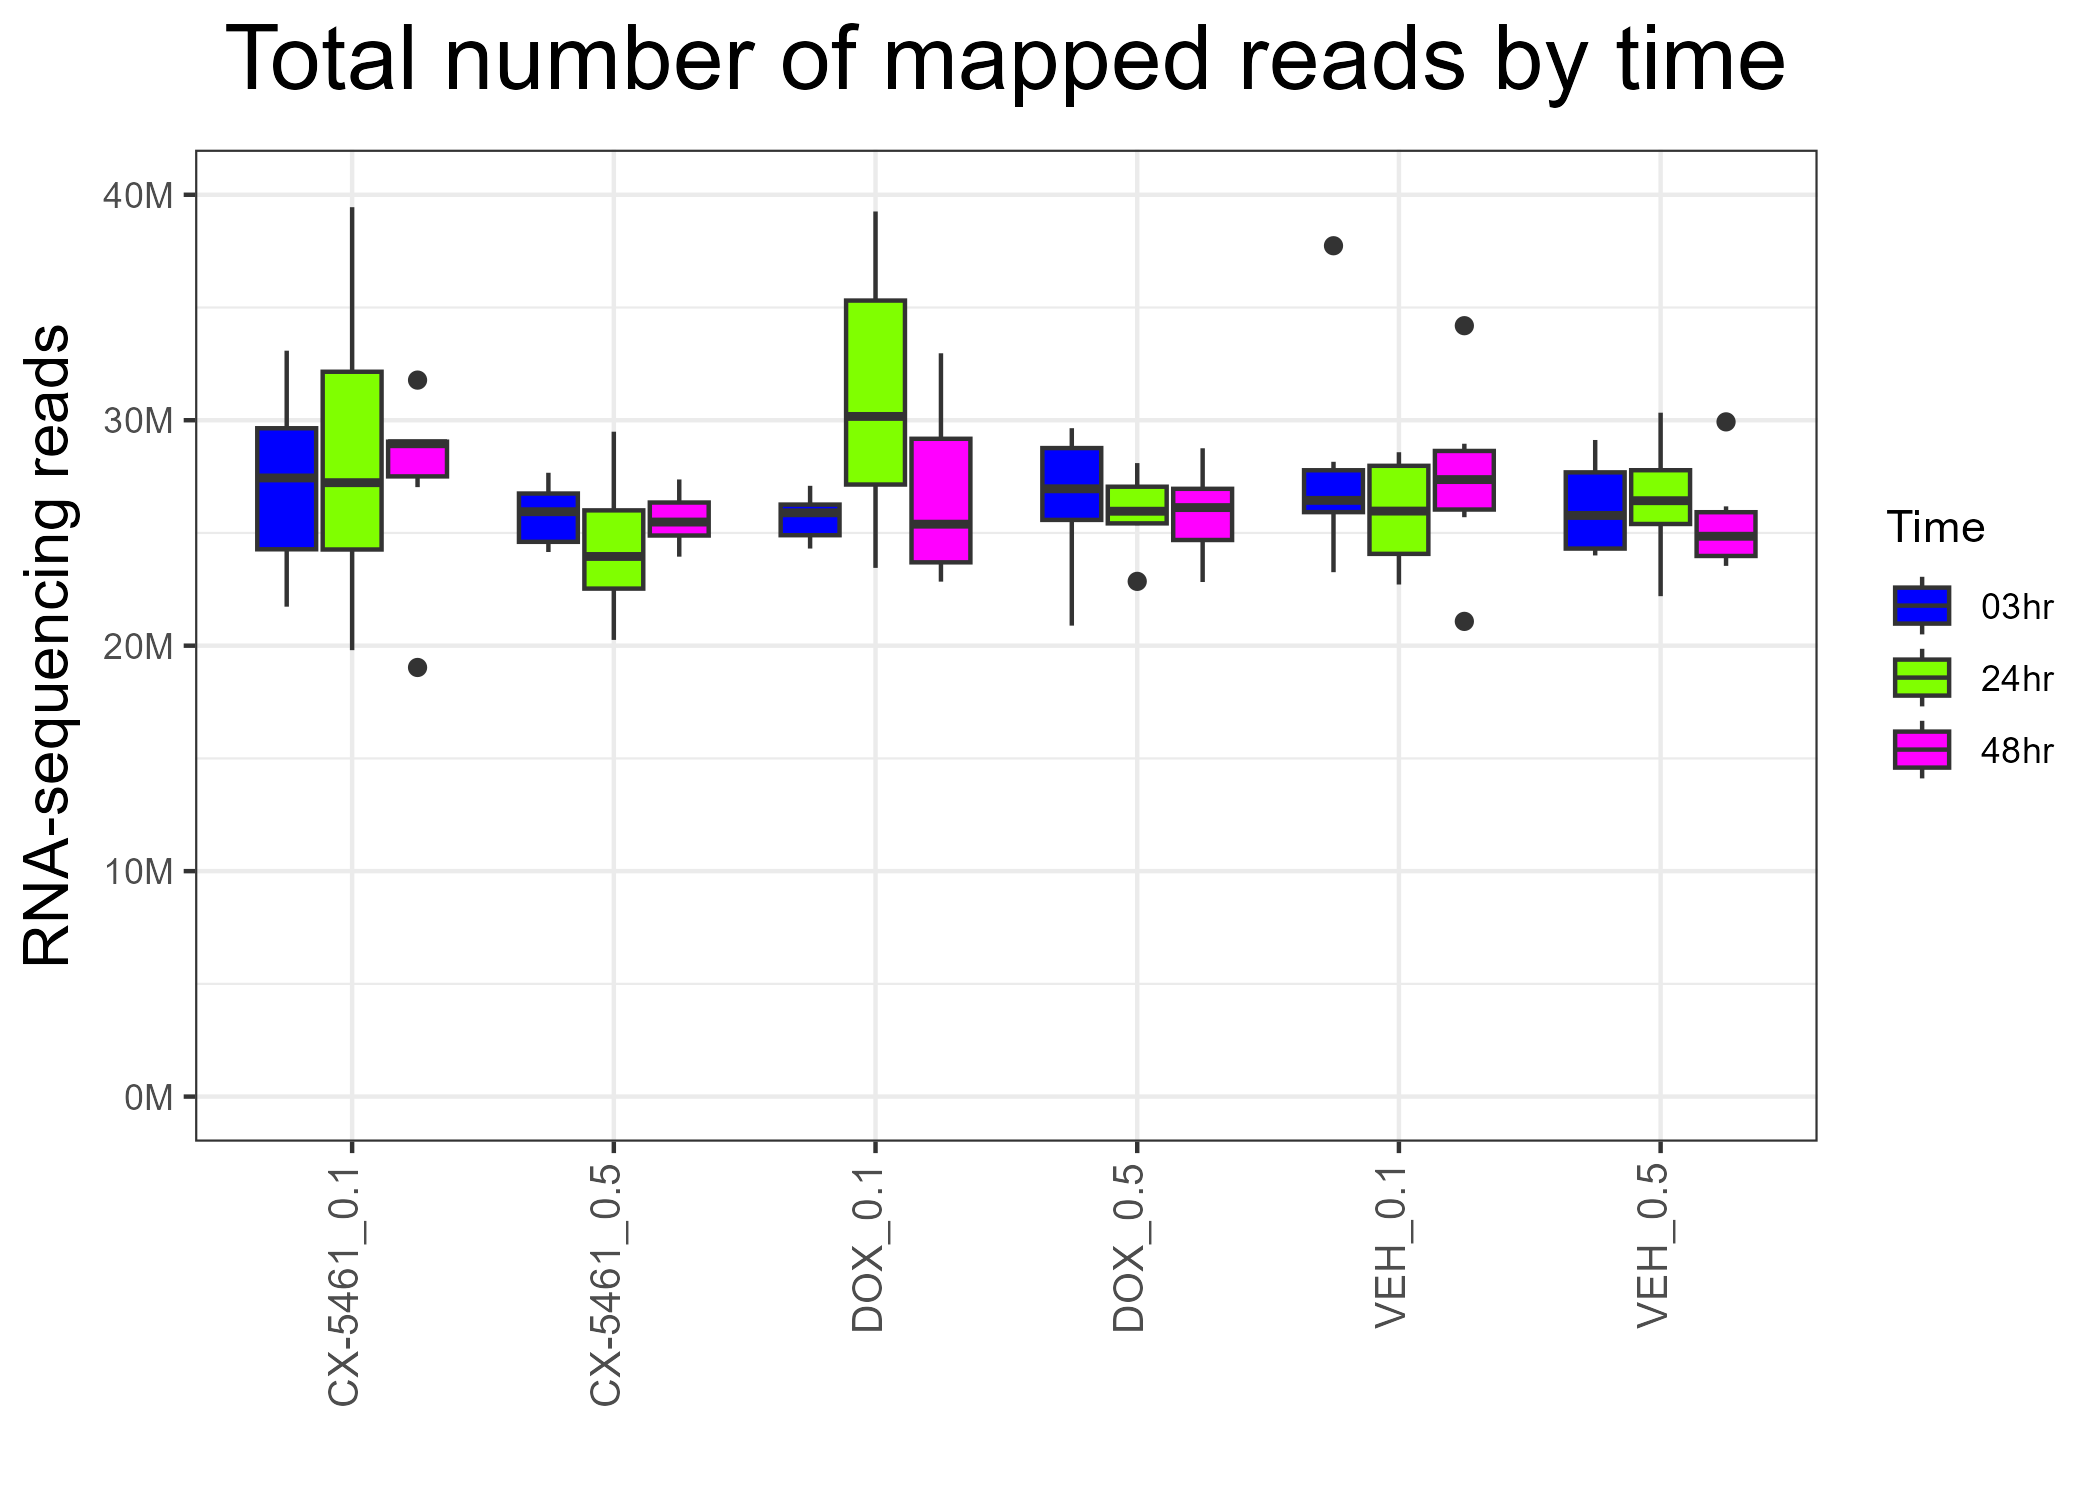 Total number of mapped reads by time
RNA-sequencing reads
40M
30M
20M
10M
0M
CX-5461_0.1
CX-5461_0.5
DOX_0.1
DOX_0.5
VEH_0.1
VEH_0.5
Time
03hr
24hr
48hr